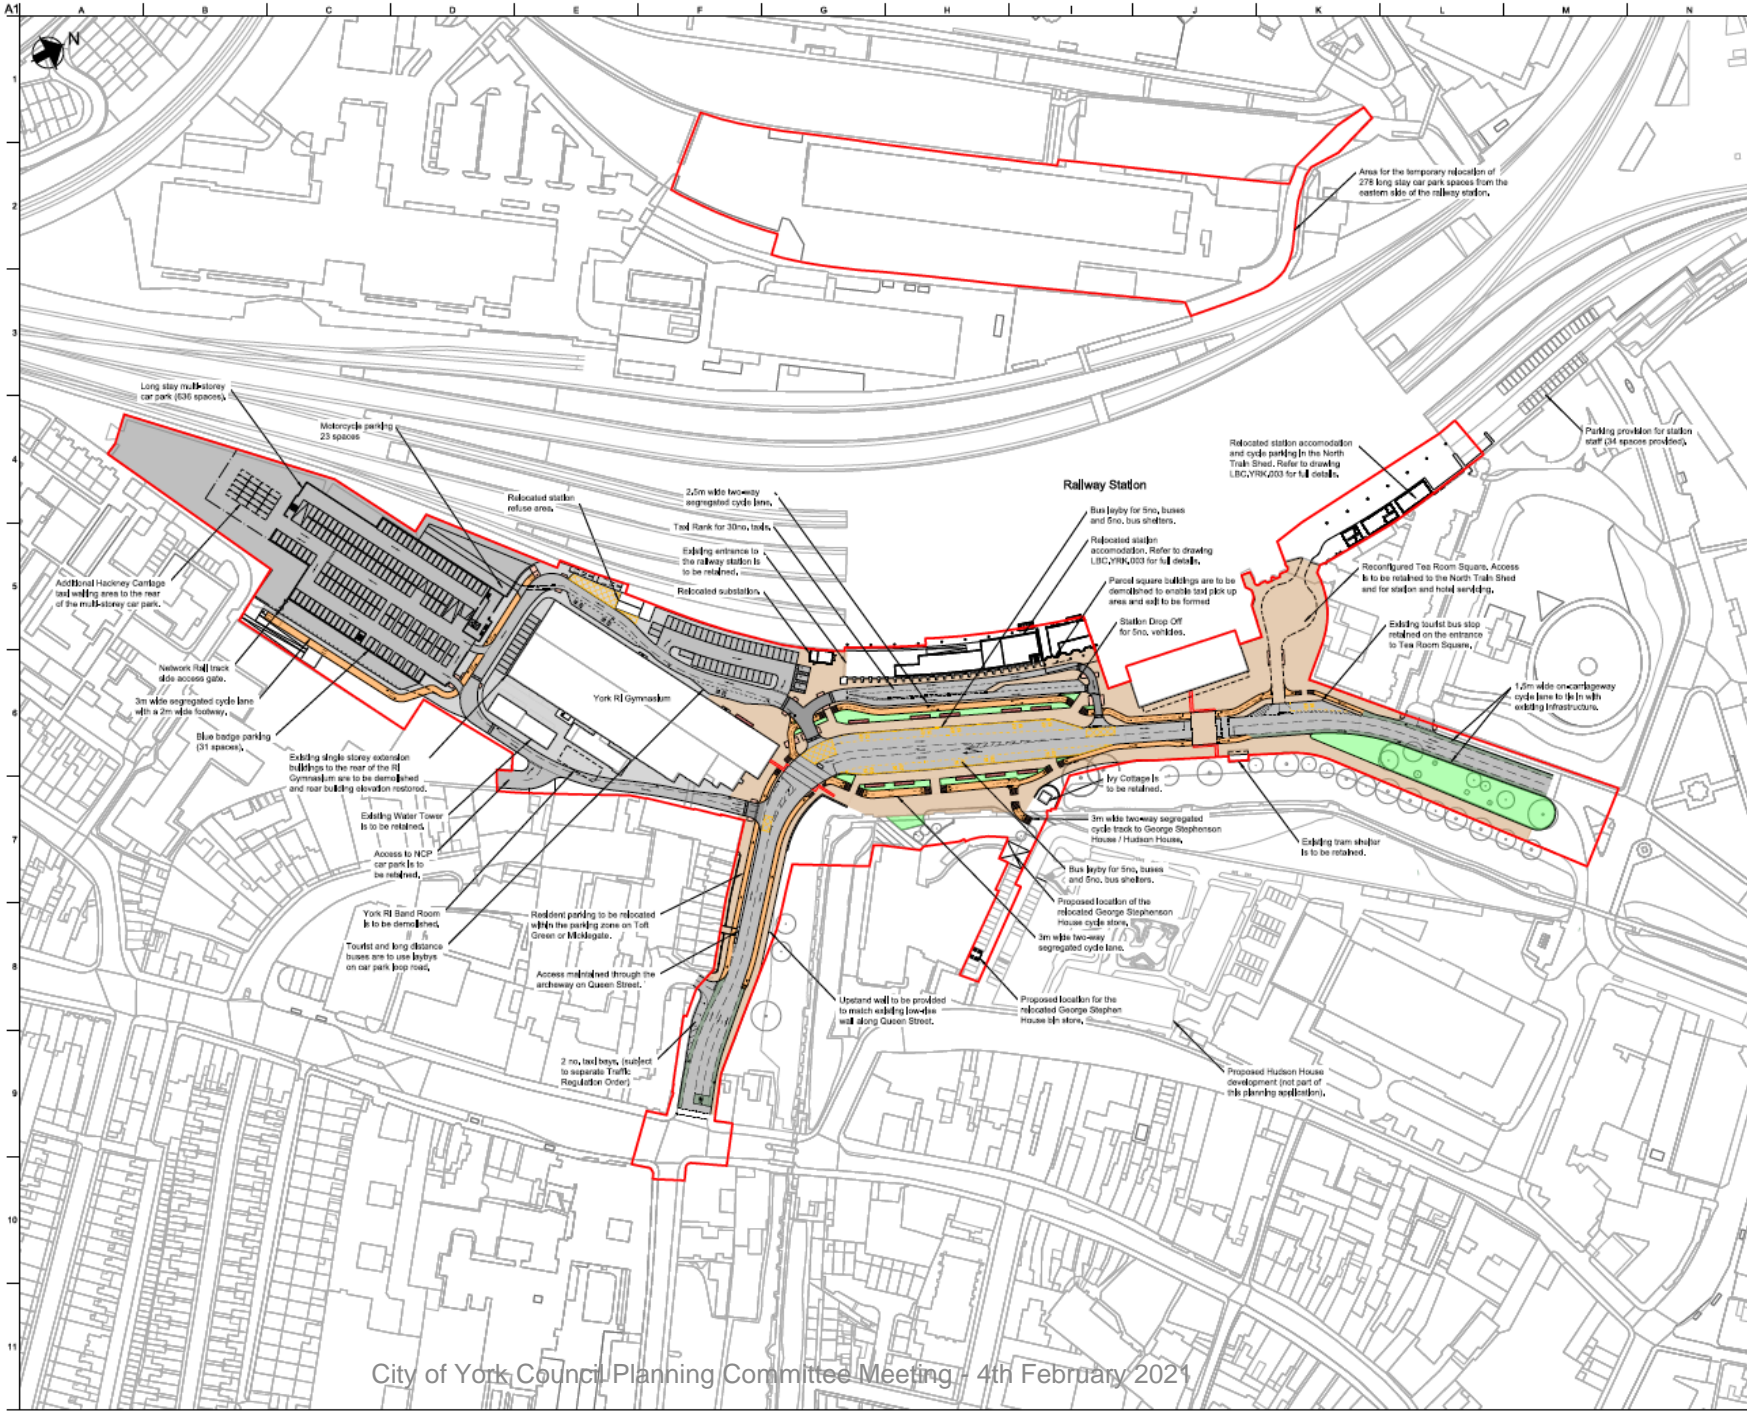 A1 A B C D E F G H I J K L M N
N
1
2
3
4
5
6
7
8
9
10
11
Area for the temporary relocation of
278 long stay car park spaces from the
eastern side of the railway station.
Long stay multi-storey
car park (636 spaces).
Motorcycle parking
23 spaces
Relocated station
refuse area.
2.5m wide two-way
segregated cycle lane.
Taxi Rank for 30no. taxis.
Existing entrance to
the railway station is
to be retained.
Relocated substation.
Railway Station
Bus layby for 5no. buses
and 5no. bus shelters.
Relocated station
accomodation. Refer to drawing
LBC.YRK.003 for full details.
Parcel square buildings are to be
demolished to enable taxi pick up
area and exit to be formed
Station Drop Off
for 5no. vehicles.
Relocated station accomodation
and cycle parking in the North
Train Shed. Refer to drawing
LBC.YRK.003 for full details.
Parking provision for station
staff (34 spaces provided).
Reconfigured Tea Room Square. Access
is to be retained to the North Train Shed
and for station and hotel servicing.
Existing tourist bus stop
retained on the entrance
to Tea Room Square.
1.5m wide on-carriageway
cycle lane to tie in with
existing infrastructure.
Additional Hackney Carriage
taxi waiting area to the rear
of the multi-storey car park.
Network Rail track
side access gate.
3m wide segregated cycle lane
with a 2m wide footway.
Blue badge parking
(31 spaces).
York RI Gymnasium
Existing single storey extension
buildings to the rear of the RI
Gymnasium are to be demolished
and rear building elevation restored.
Existing Water Tower
is to be retained.
Access to NCP
car park is to
be retained.
York RI Band Room
is to be demolished.
Tourist and long distance
buses are to use laybys
on car park loop road.
Resident parking to be relocated
within the parking zone on Toft
Green or Micklegate.
Access maintained through the
archeway on Queen Street.
2 no. taxi bays. (subject
to separate Traffic
Regulation Order)
Upstand wall to be provided
to match existing low-rise
wall along Queen Street.
Ivy Cottage is
to be retained.
3m wide two-way segregated
cycle track to George Stephenson
House / Hudson House.
Existing tram shelter
is to be retained.
Bus layby for 5no. buses
and 5no. bus shelters.
Proposed location of the
relocated George Stephenson
House cycle store.
3m wide two-way
segregated cycle lane.
Proposed location for the
relocated George Stephen
House bin store.
Proposed Hudson House
development (not part of
this planning application).
City of York Council Planning Committee Meeting - 4th February 2021